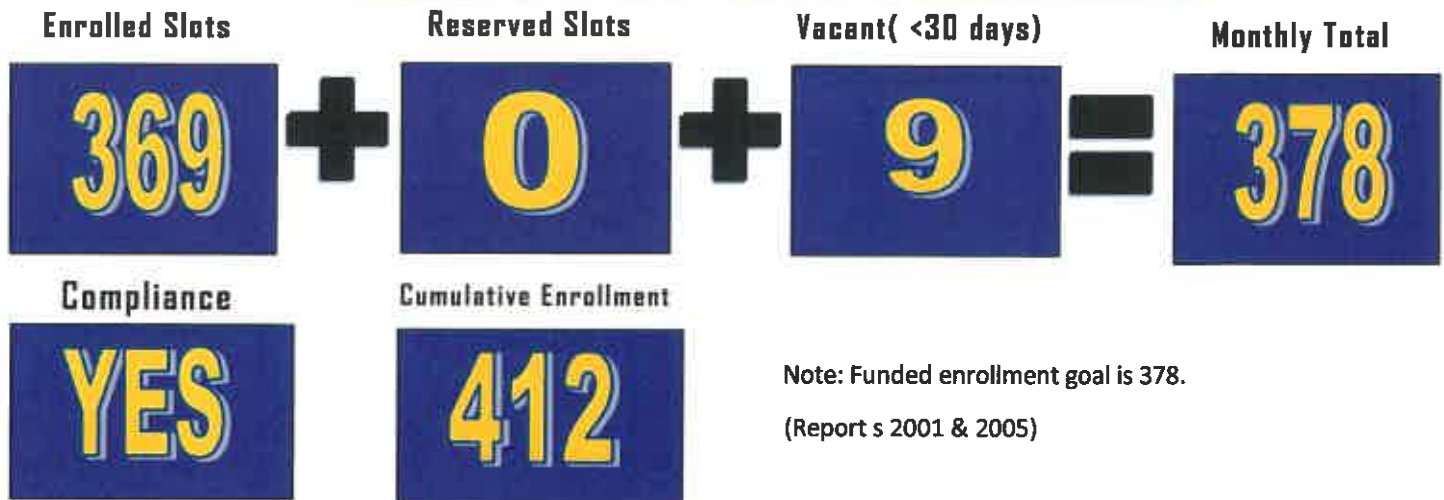 Enrolled Slots
Reserved Slots
Vacant( <30 days)
Monthly Total
369 + 0 + 9 = 378
Compliance
Cumulative Enrollment
YES
412
Note: Funded enrollment goal is 378.
(Report s 2001 & 2005)